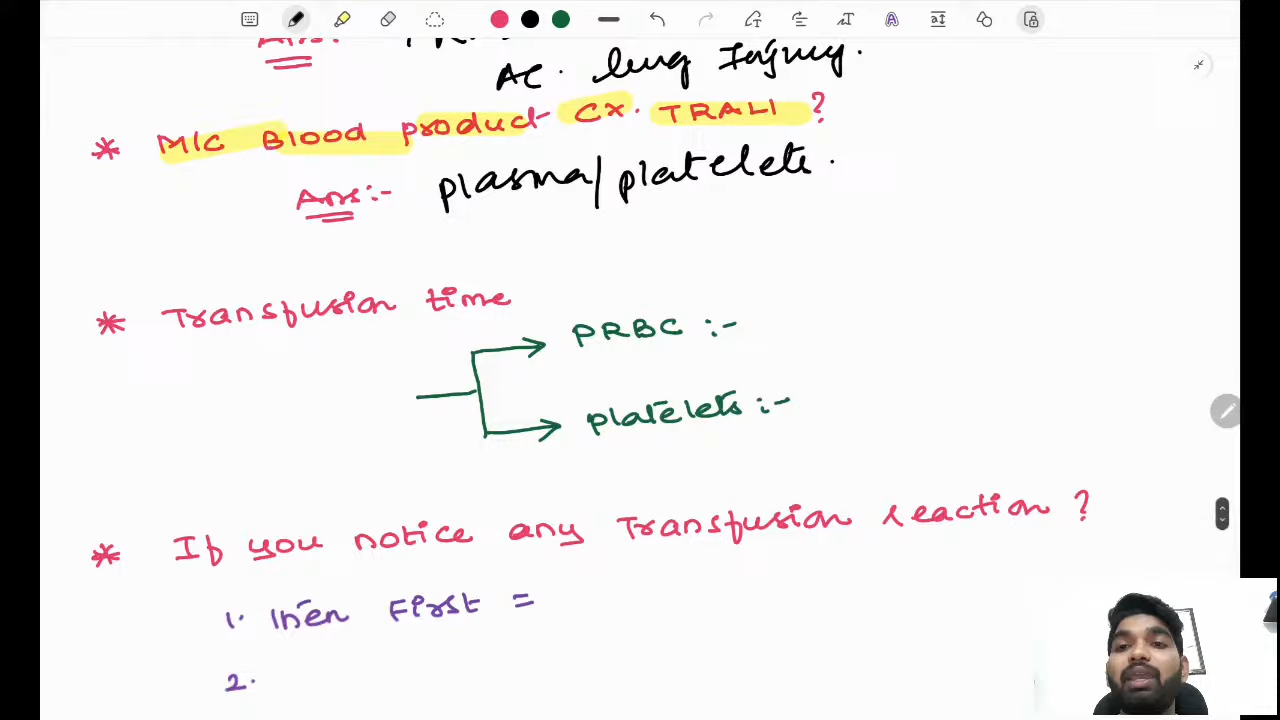 Ans:
AC. lung Injury.
* M/C Blood product Cx. TRALI ?
Ans:- plasma/platelets.
* Transfusion time
PRBC :-
platelets :-
* If you notice any Transfusion reaction ?
1. Then First =
2.